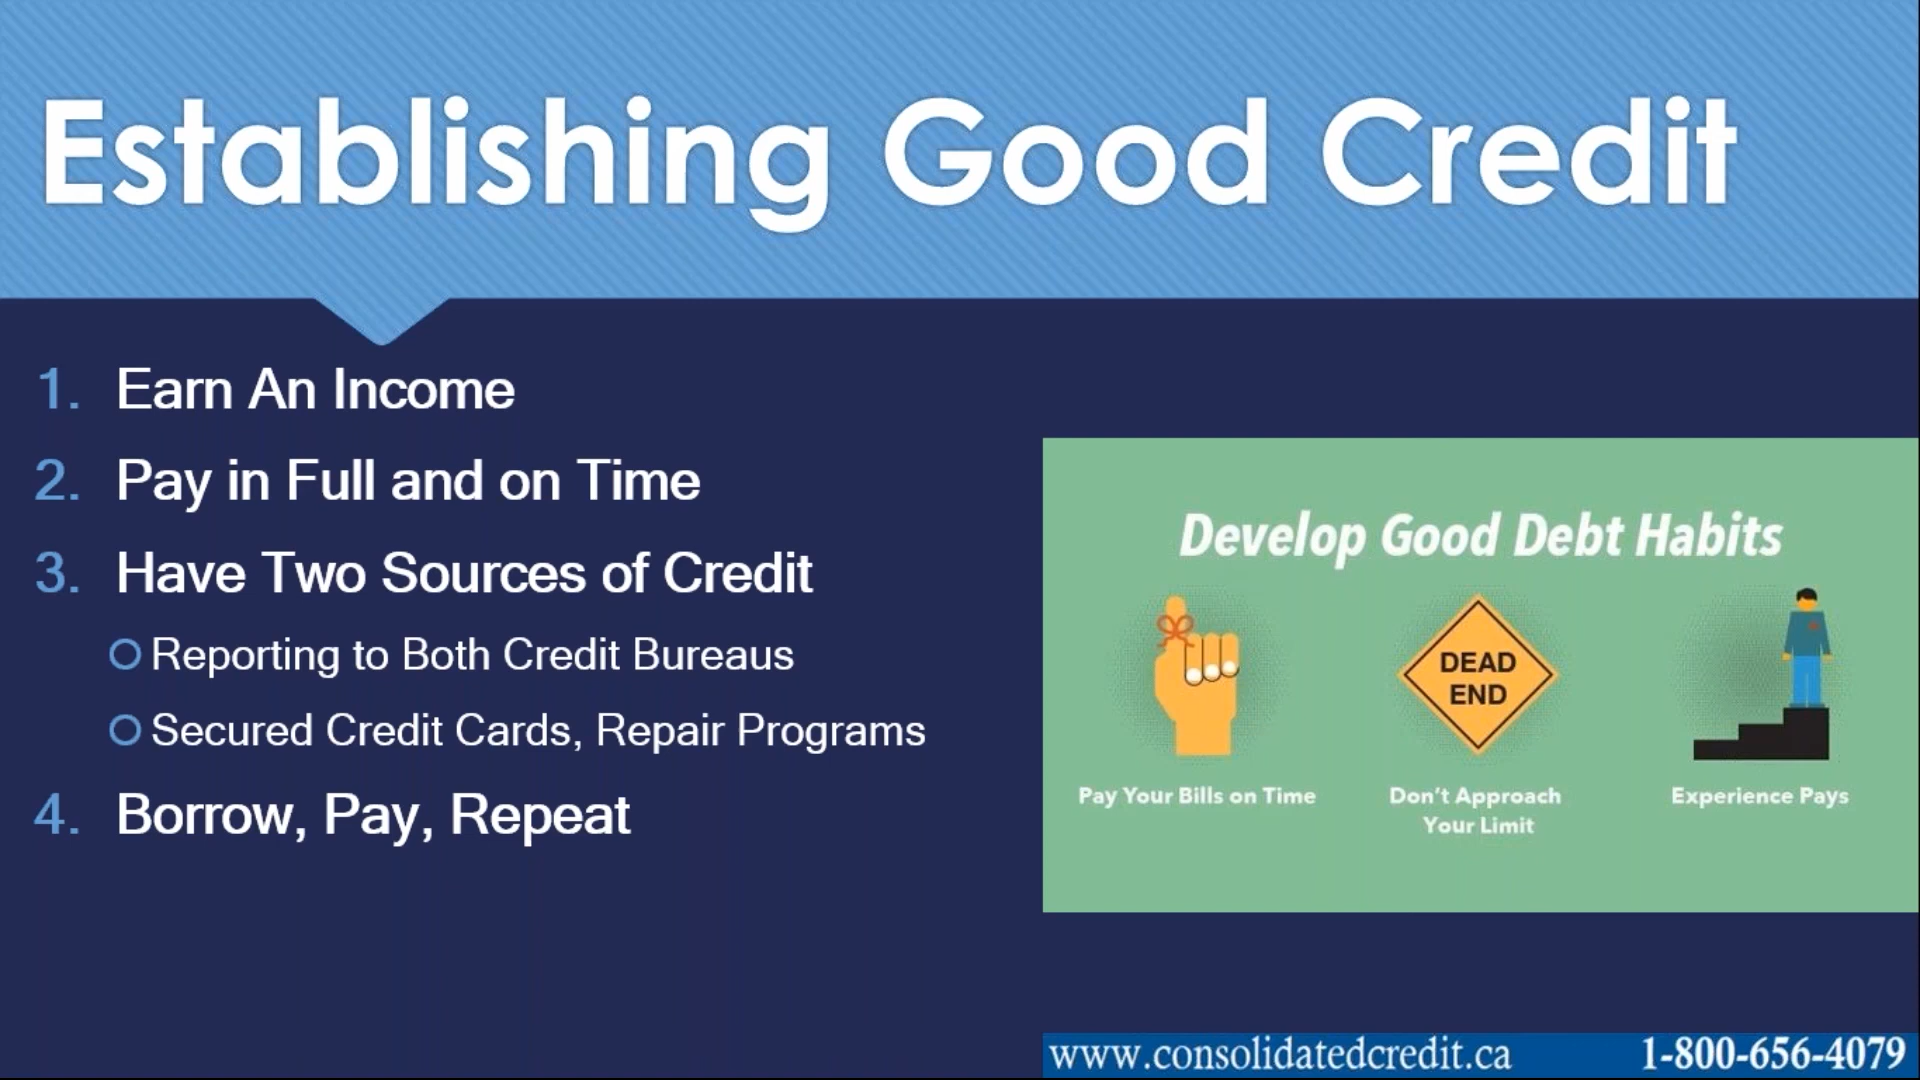 Establishing Good Credit
1. Earn An Income
2. Pay in Full and on Time
3. Have Two Sources of Credit
Reporting to Both Credit Bureaus
Secured Credit Cards, Repair Programs
4. Borrow, Pay, Repeat
Develop Good Debt Habits
DEAD
END
Pay Your Bills on Time
Don't Approach
Your Limit
Experience Pays
www.consolidatedcredit.ca 1-800-656-4079